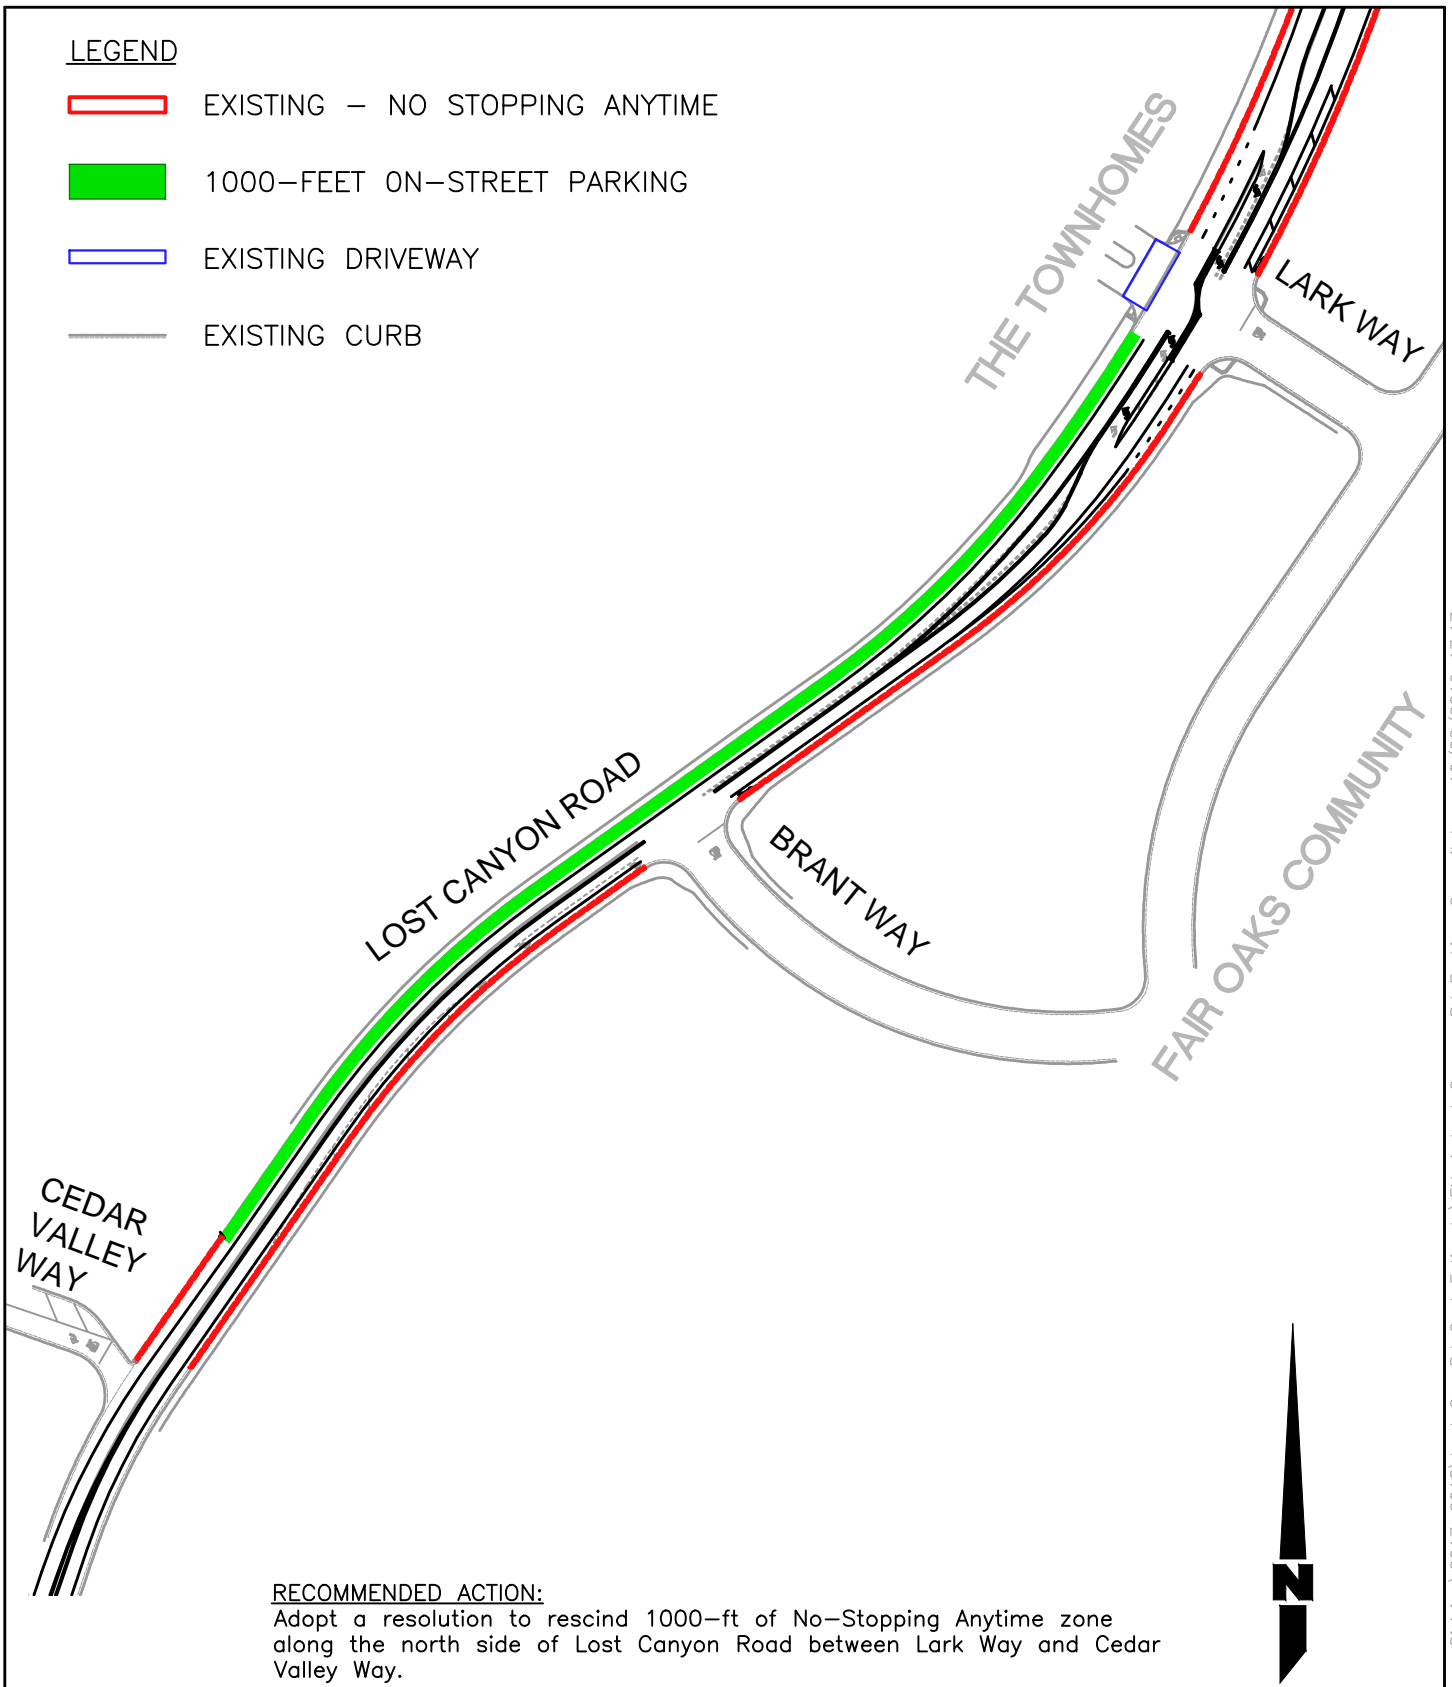 LEGEND
EXISTING – NO STOPPING ANYTIME
1000–FEET 0N–STREET PARKING
EXISTING DRIVEWAY
EXISTING CURB
THE TOWNHOMES
LARK WAY
LOST CANYON ROAD
BRANT WAY
FAIR OAKS COMMUNITY
CEDAR
VALLEY
WAY
N
RECOMMENDED ACTION:
Adopt a resolution to rescind 1000–ft of No–Stopping Anytime zone
along the north side of Lost Canyon Road between Lark Way and Cedar
Valley Way.